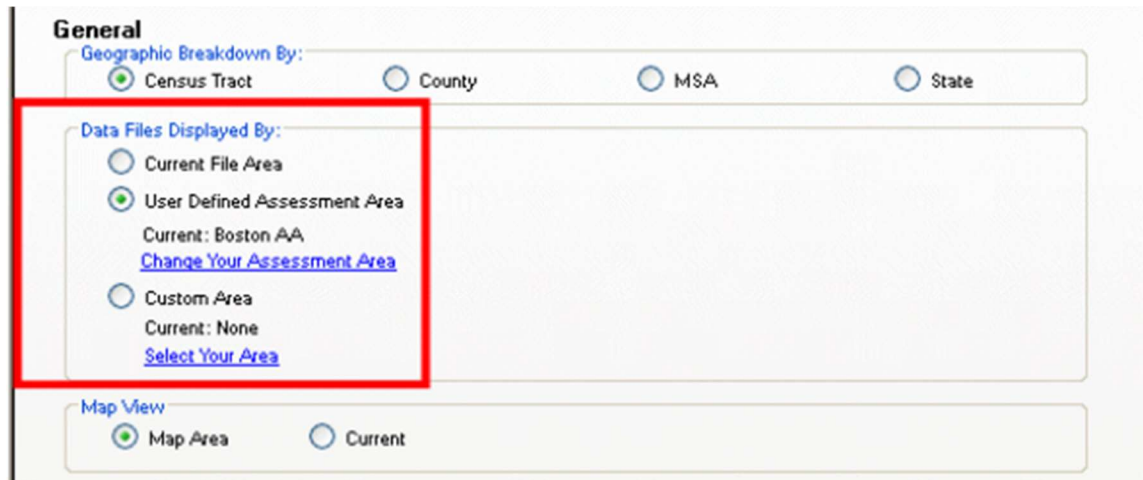 General
Geographic Breakdown By:
Census Tract County MSA State
Data Files Displayed By:
Current File Area
User Defined Assessment Area
Current: Boston AA
Change Your Assessment Area
Custom Area
Current: None
Select Your Area
Map View
Map Area Current